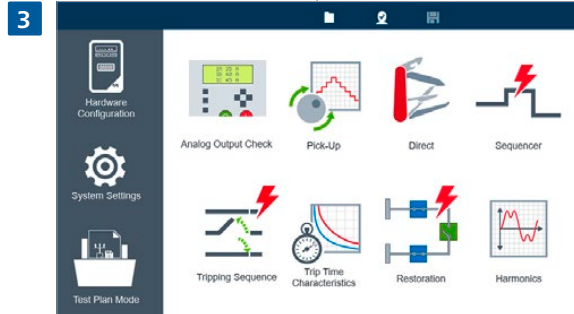 3
Hardware
Configuration
System Settings
Test Plan Mode
Analog Output Check
Pick-Up
Direct
Sequencer
Tripping Sequence
Trip Time
Characteristics
Restoration
Harmonics